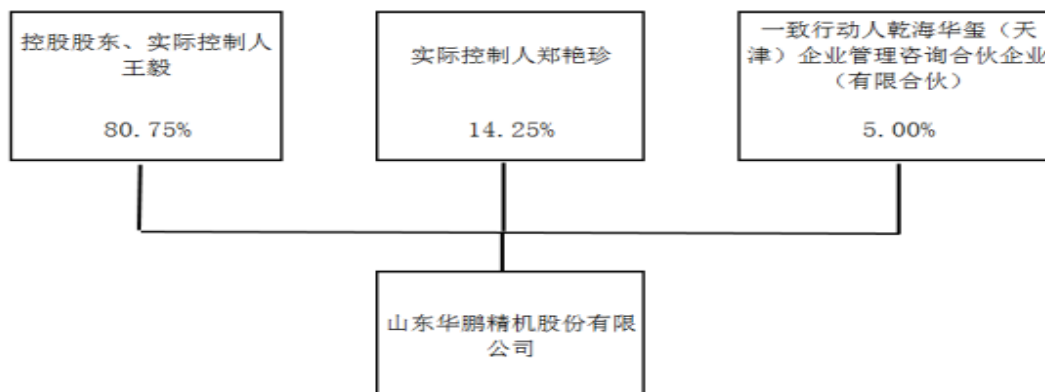 控股股东、实际控制人
王毅
80.75%
实际控制人郑艳珍
14.25%
一致行动人乾海华玺（天
津）企业管理咨询合伙企业
（有限合伙）
5.00%
山东华鹏精机股份有限
公司